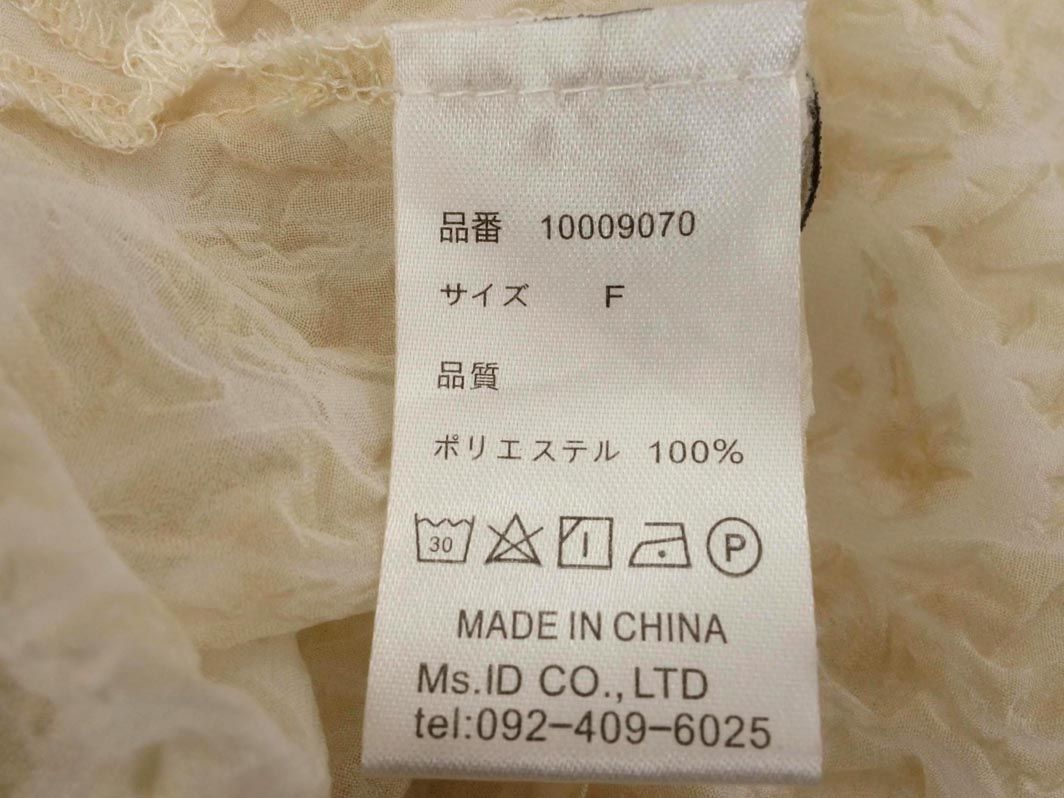 品番 10009070
サイズ F
品質
ポリエステル 100%
30 P
MADE IN CHINA
Ms.ID CO.,LTD
tel:092-409-6025